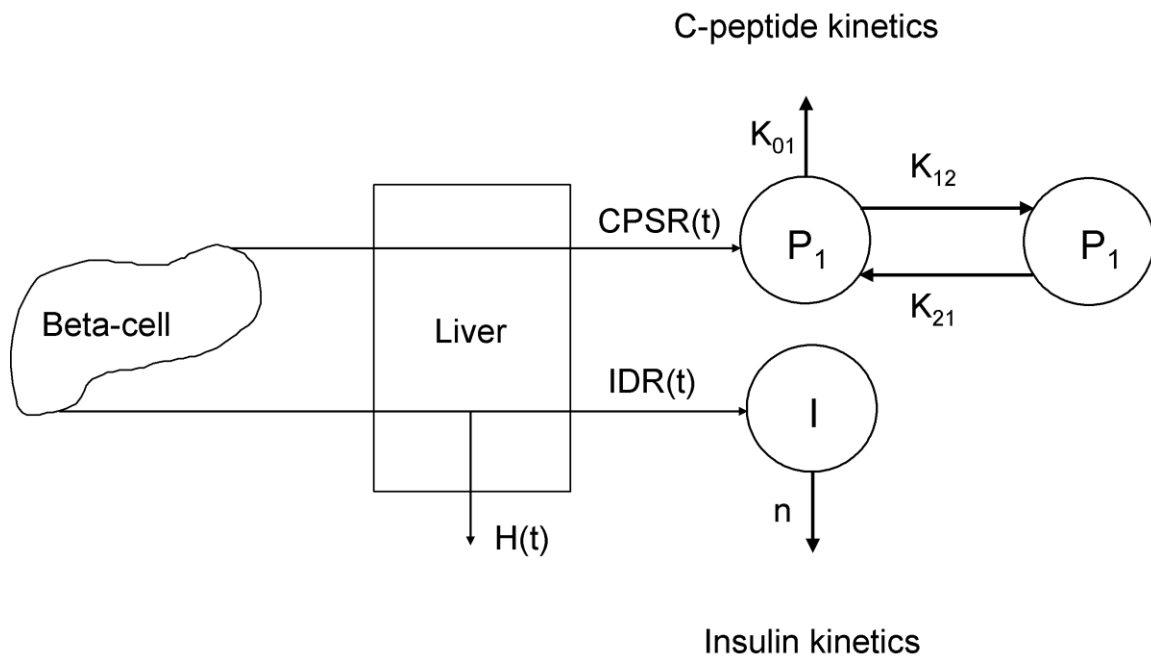 C-peptide kinetics
K₀₁
K₁₂
CPSR(t)
P₁
P₁
K₂₁
Beta-cell
Liver
IDR(t)
I
n
H(t)
Insulin kinetics